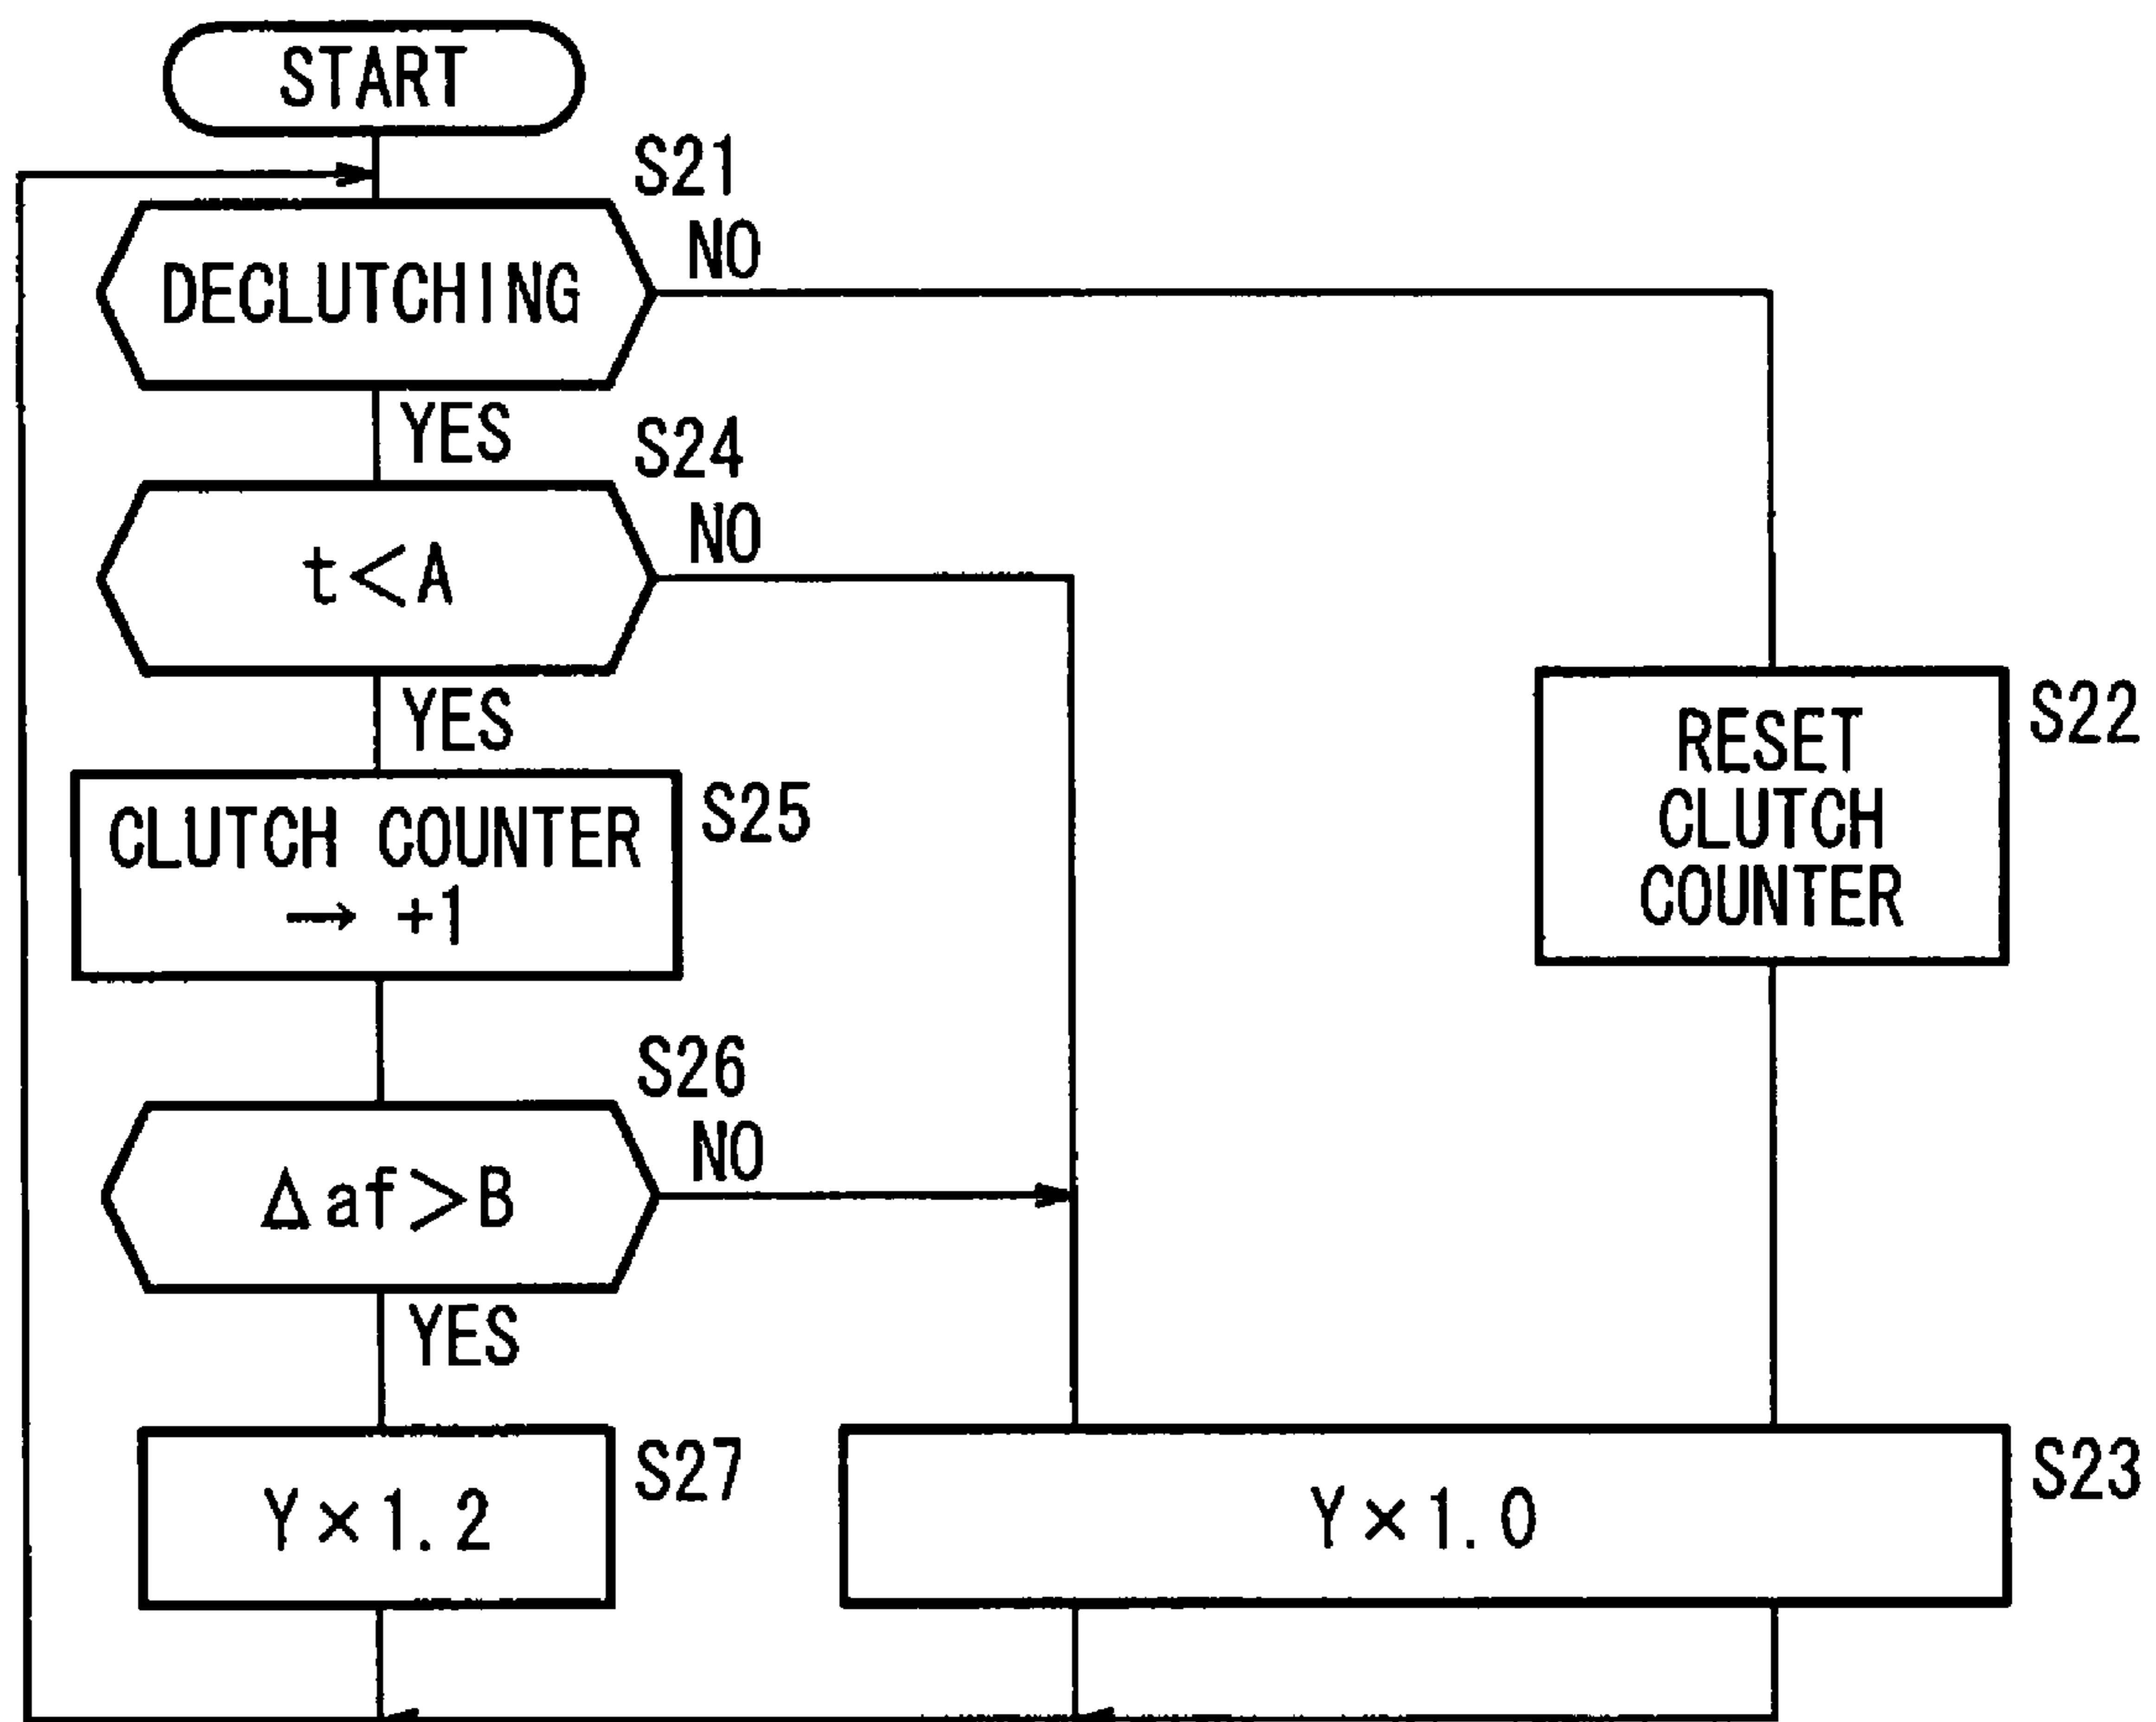 START
S21
NO
DECLUTCHING
YES
S24
NO
t<A
YES
RESET
CLUTCH
COUNTER
S22
CLUTCH COUNTER
→ +1
S25
S26
NO
Δaf>B
YES
Y×1.2
S27
Y×1.0
S23